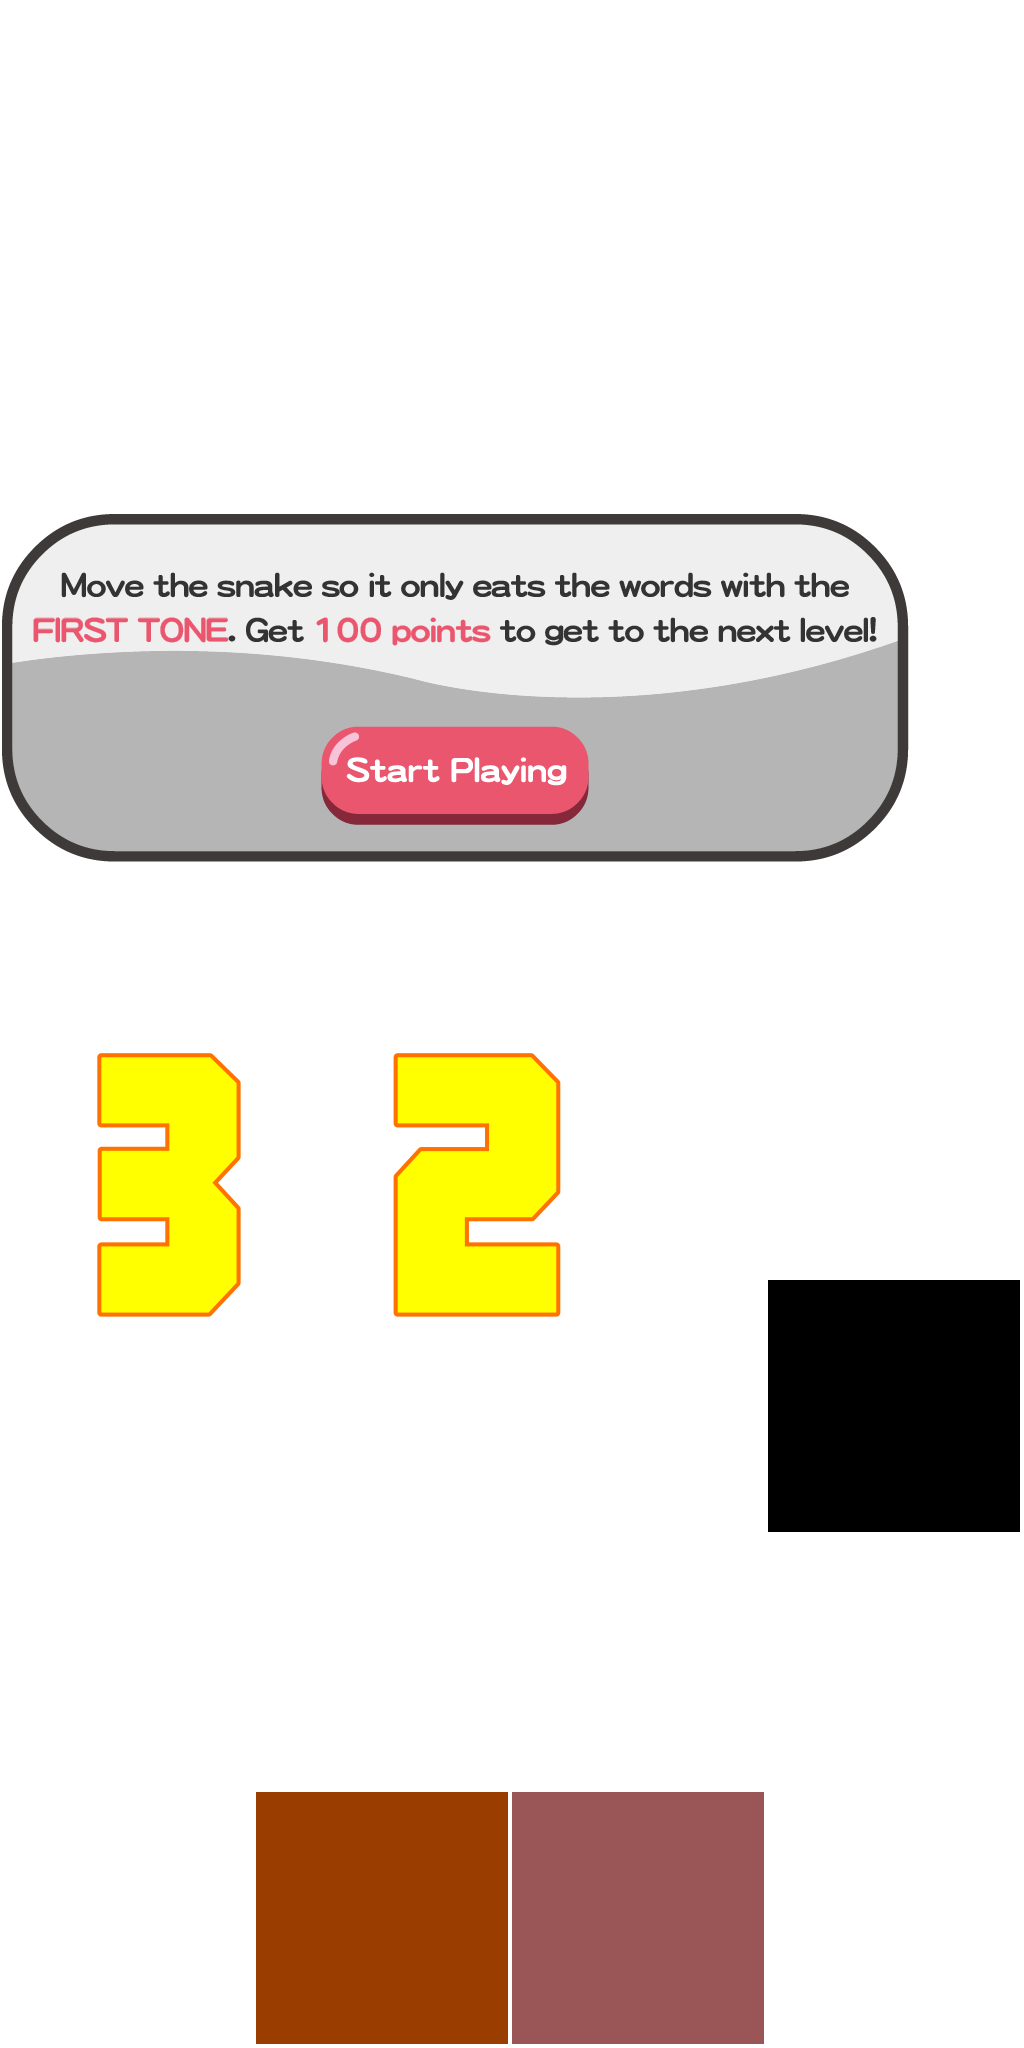 Move the snake so it only eats the words with the
FIRST TONE. Get 100 points to get to the next level!
Start Playing
3 2